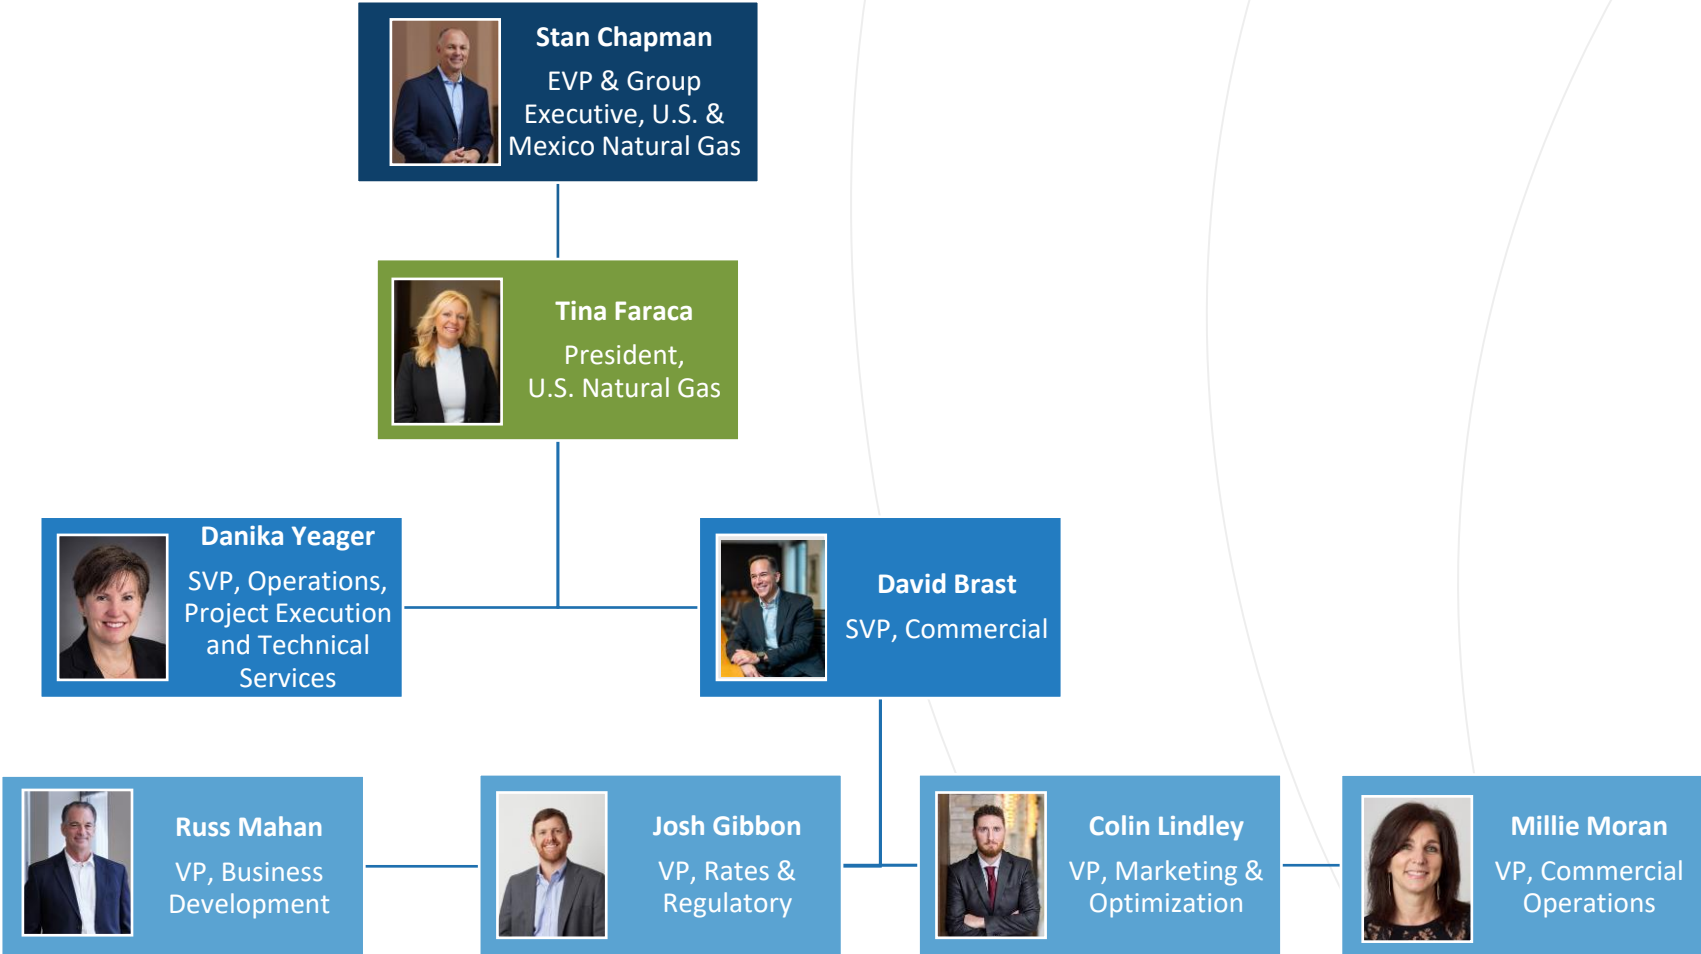 Stan Chapman
EVP & Group
Executive, U.S. &
Mexico Natural Gas
Tina Faraca
President,
U.S. Natural Gas
Danika Yeager
SVP, Operations,
Project Execution
and Technical
Services
David Brast
SVP, Commercial
Russ Mahan
VP, Business
Development
Josh Gibbon
VP, Rates &
Regulatory
Colin Lindley
VP, Marketing &
Optimization
Millie Moran
VP, Commercial
Operations